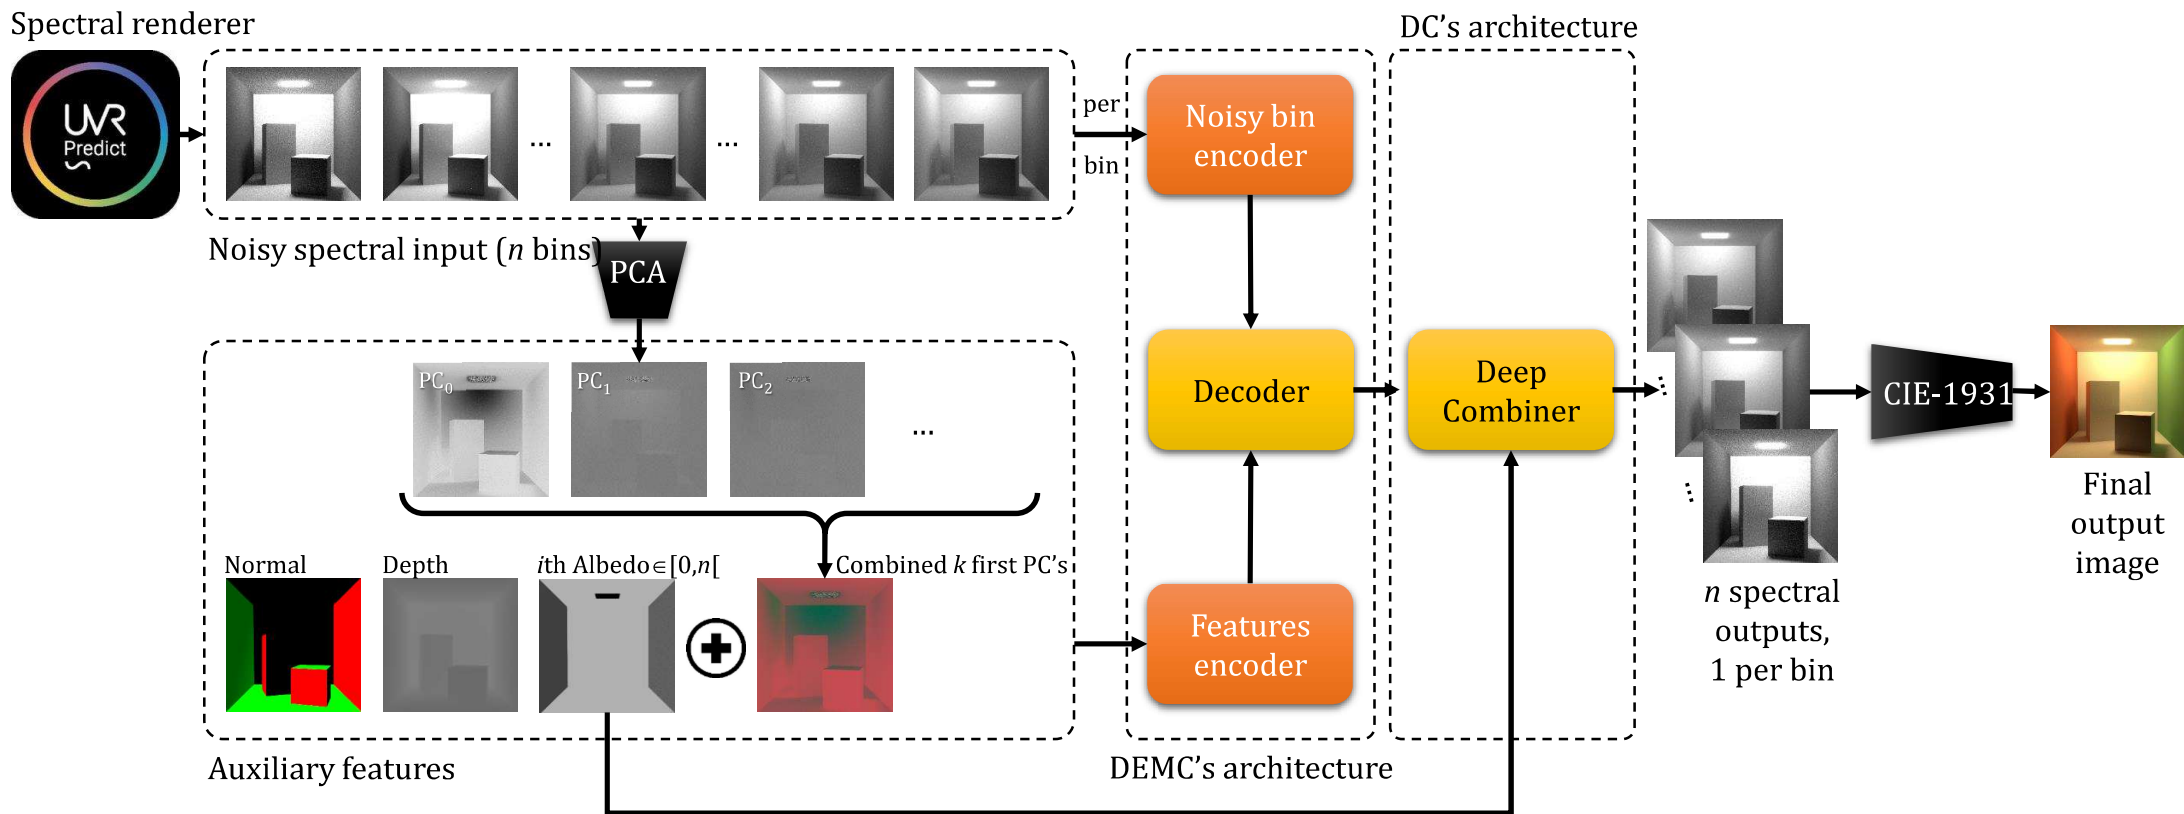 Spectral renderer
UVR
Predict
...
...
Noisy spectral input (n bins)
per
bin
PCA
PC0
PC1
PC2
...
Normal
Depth
ith Albedo∈[0,n[
Combined k first PC's
Auxiliary features
Noisy bin
encoder
Decoder
Features
encoder
DEMC's architecture
DC's architecture
Deep
Combiner
...
...
n spectral
outputs,
1 per bin
CIE-1931
Final
output
image